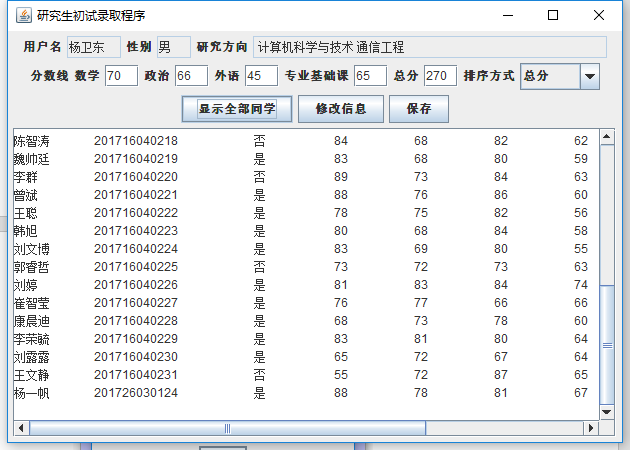 研究生初试录取程序
用户名 杨卫东 性别 男 研究方向 计算机科学与技术 通信工程
分数线 数学 70 政治 66 外语 45 专业基础课 65 总分 270 排序方式 总分
显示全部同学 修改信息 保存
陈智涛 201716040218 否 84 68 82 62
魏帅廷 201716040219 是 83 68 80 59
李群 201716040220 否 89 73 84 63
曾斌 201716040221 是 88 76 86 60
王聪 201716040222 是 78 75 82 56
韩旭 201716040223 是 80 68 84 58
刘文博 201716040224 是 83 69 80 55
郭睿哲 201716040225 否 73 72 73 63
刘婷 201716040226 是 81 83 84 74
崔智莹 201716040227 是 76 77 66 66
康晨迪 201716040228 是 68 73 78 60
李荣毓 201716040229 是 83 81 80 64
刘露露 201716040230 是 65 72 67 64
王文静 201716040231 否 55 72 87 65
杨一帆 201726030124 是 88 78 81 67